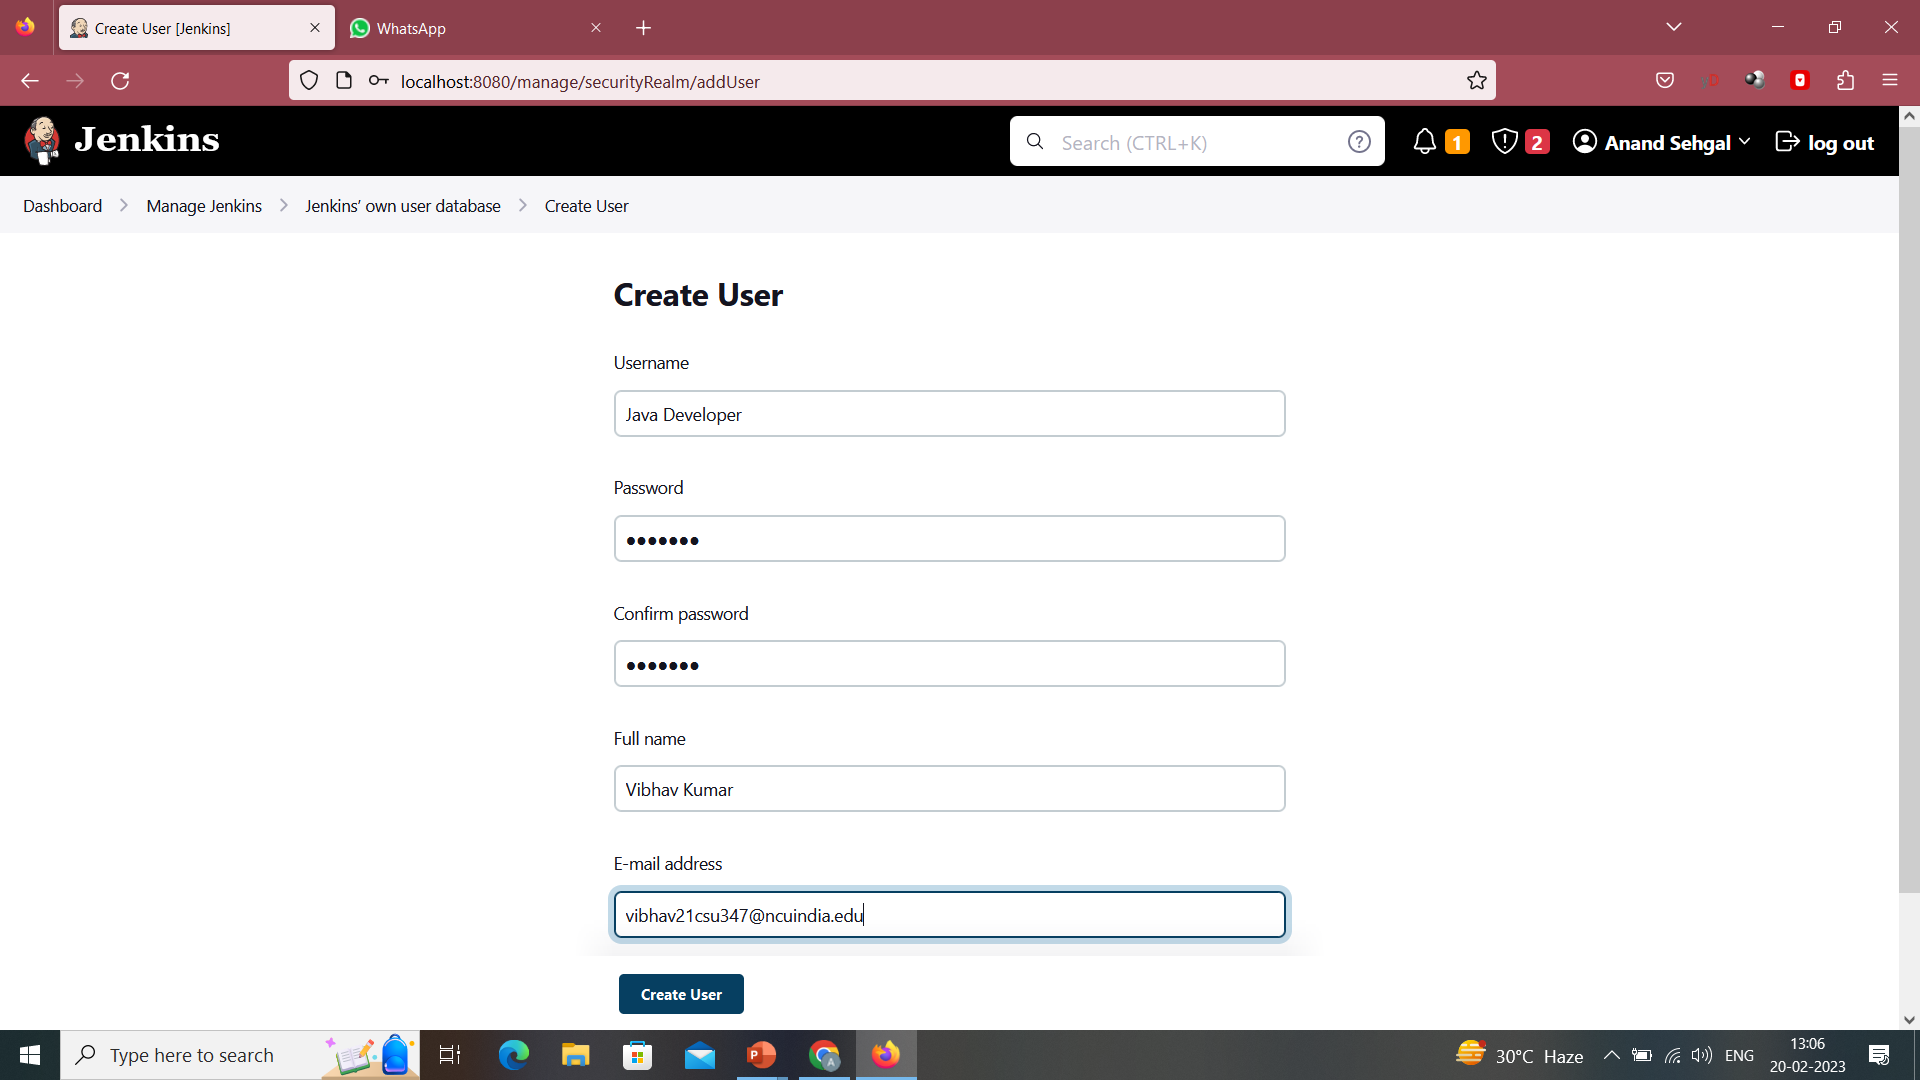 Create User [Jenkins]
WhatsApp
localhost:8080/manage/securityRealm/addUser
Jenkins
Search (CTRL+K)
1
2
Anand Sehgal
log out
Dashboard
Manage Jenkins
Jenkins’ own user database
Create User
Create User
Username
Java Developer
Password
•••••••
Confirm password
•••••••
Full name
Vibhav Kumar
E-mail address
vibhav21csu347@ncuindia.edu
Create User
Type here to search
30°C Haze
ENG
13:06
20-02-2023